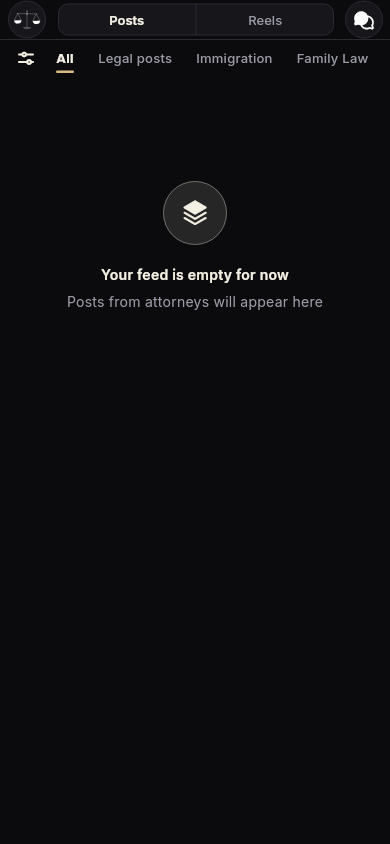 Posts Reels
All Legal posts Immigration Family Law
Your feed is empty for now
Posts from attorneys will appear here